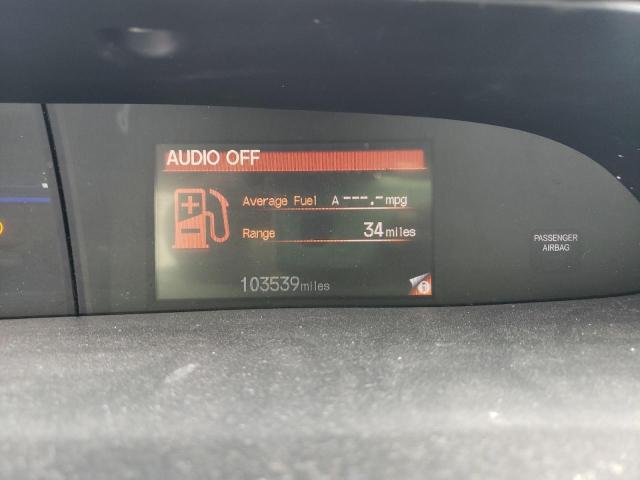 AUDIO OFF
Average Fuel A ---.- mpg
Range 34 miles
103539 miles
PASSENGER
AIRBAG